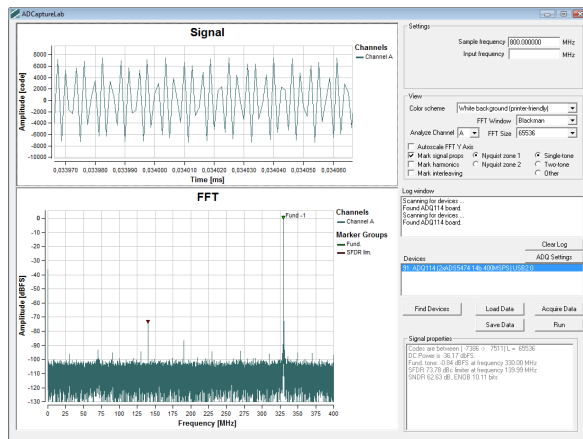 ADCaptureLab
Signal
Amplitude [code]
8000
6000
4000
2000
0
-2000
-4000
-6000
-8000
-10000
0,033970 0,033980 0,033990 0,034000 0,034010 0,034020 0,034030 0,034040 0,034050 0,034060
Time [ms]
Channels
Channel A
FFT
Amplitude [dBFS]
0
-10
-20
-30
-40
-50
-60
-70
-80
-90
-100
-110
-120
-130
Fund -1
0 25 50 75 100 125 150 175 200 225 250 275 300 325 350 375 400
Frequency [MHz]
Channels
Channel A
Marker Groups
Fund.
SFDR lim.
Settings
Sample frequency 800.000000 MHz
Input frequency MHz
View
Color scheme White background (printer-friendly)
FFT Window Blackman
Analyze Channel A FFT Size 65536
Autoscale FFT Y Axis
Mark signal props Nyquist zone 1 Single-tone
Mark harmonics Nyquist zone 2 Two-tone
Mark interleaving Other
Log window
Scanning for devices ...
Found ADQ114 board.
Scanning for devices ...
Found ADQ114 board.
Clear Log
Devices ADQ Settings
91: ADQ114 (2xADS5474 14b 400MSPS) USB2.0
Find Devices Load Data Acquire Data
Save Data Run
Signal properties
Codes are between [ -7386 -> 7511] L = 65536
DC Power is -36.17 dBFS.
Fund. tone: -0.84 dBFS at frequency 330.00 MHz
SFDR 73.78 dBc limiter at frequency 139.99 MHz
SNDR 62.63 dB, ENOB 10.11 bits